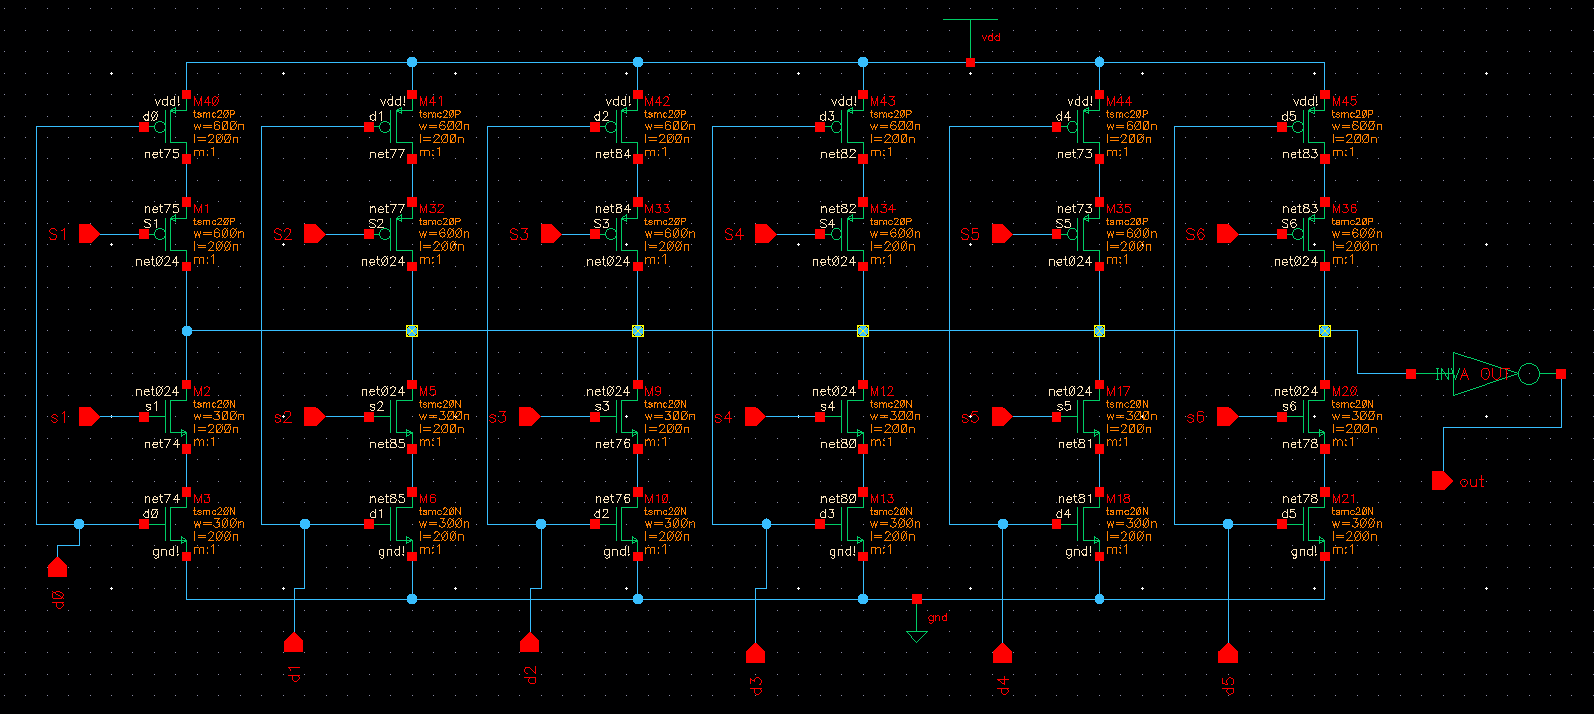 vdd
vdd! M40
d0 tsmc20P
w=600n
l=200n
net75 m:1
vdd! M41
d1 tsmc20P
w=600n
l=200n
net77 m:1
vdd! M42
d2 tsmc20P
w=600n
l=200n
net84 m:1
vdd! M43
d3 tsmc20P
w=600n
l=200n
net82 m:1
vdd! M44
d4 tsmc20P
w=600n
l=200n
net73 m:1
vdd! M45
d5 tsmc20P
w=600n
l=200n
net83 m:1
net75 M1
S1 tsmc20P
S1 w=600n
l=200n
net024 m:1
net77 M32
S2 tsmc20P
S2 w=600n
l=200n
net024 m:1
net84 M33
S3 tsmc20P
S3 w=600n
l=200n
net024 m:1
net82 M34
S4 tsmc20P
S4 w=600n
l=200n
net024 m:1
net73 M35
S5 tsmc20P
S5 w=600n
l=200n
net024 m:1
net83 M36
S6 tsmc20P
S6 w=600n
l=200n
net024 m:1
INVA OUT
net024 M2
s1 tsmc20N
s1 w=300n
l=200n
net74 m:1
net024 M5
s2 tsmc20N
s2 w=300n
l=200n
net85 m:1
net024 M9
s3 tsmc20N
s3 w=300n
l=200n
net76 m:1
net024 M12
s4 tsmc20N
s4 w=300n
l=200n
net80 m:1
net024 M17
s5 tsmc20N
s5 w=300n
l=200n
net81 m:1
net024 M20
s6 tsmc20N
s6 w=300n
l=200n
net78 m:1
out
net74 M3
d0 tsmc20N
w=300n
l=200n
gnd! m:1
net85 M6
d1 tsmc20N
w=300n
l=200n
gnd! m:1
net76 M10
d2 tsmc20N
w=300n
l=200n
gnd! m:1
net80 M13
d3 tsmc20N
w=300n
l=200n
gnd! m:1
net81 M18
d4 tsmc20N
w=300n
l=200n
gnd! m:1
net78 M21
d5 tsmc20N
w=300n
l=200n
gnd! m:1
gnd
d0
d1
d2
d3
d4
d5